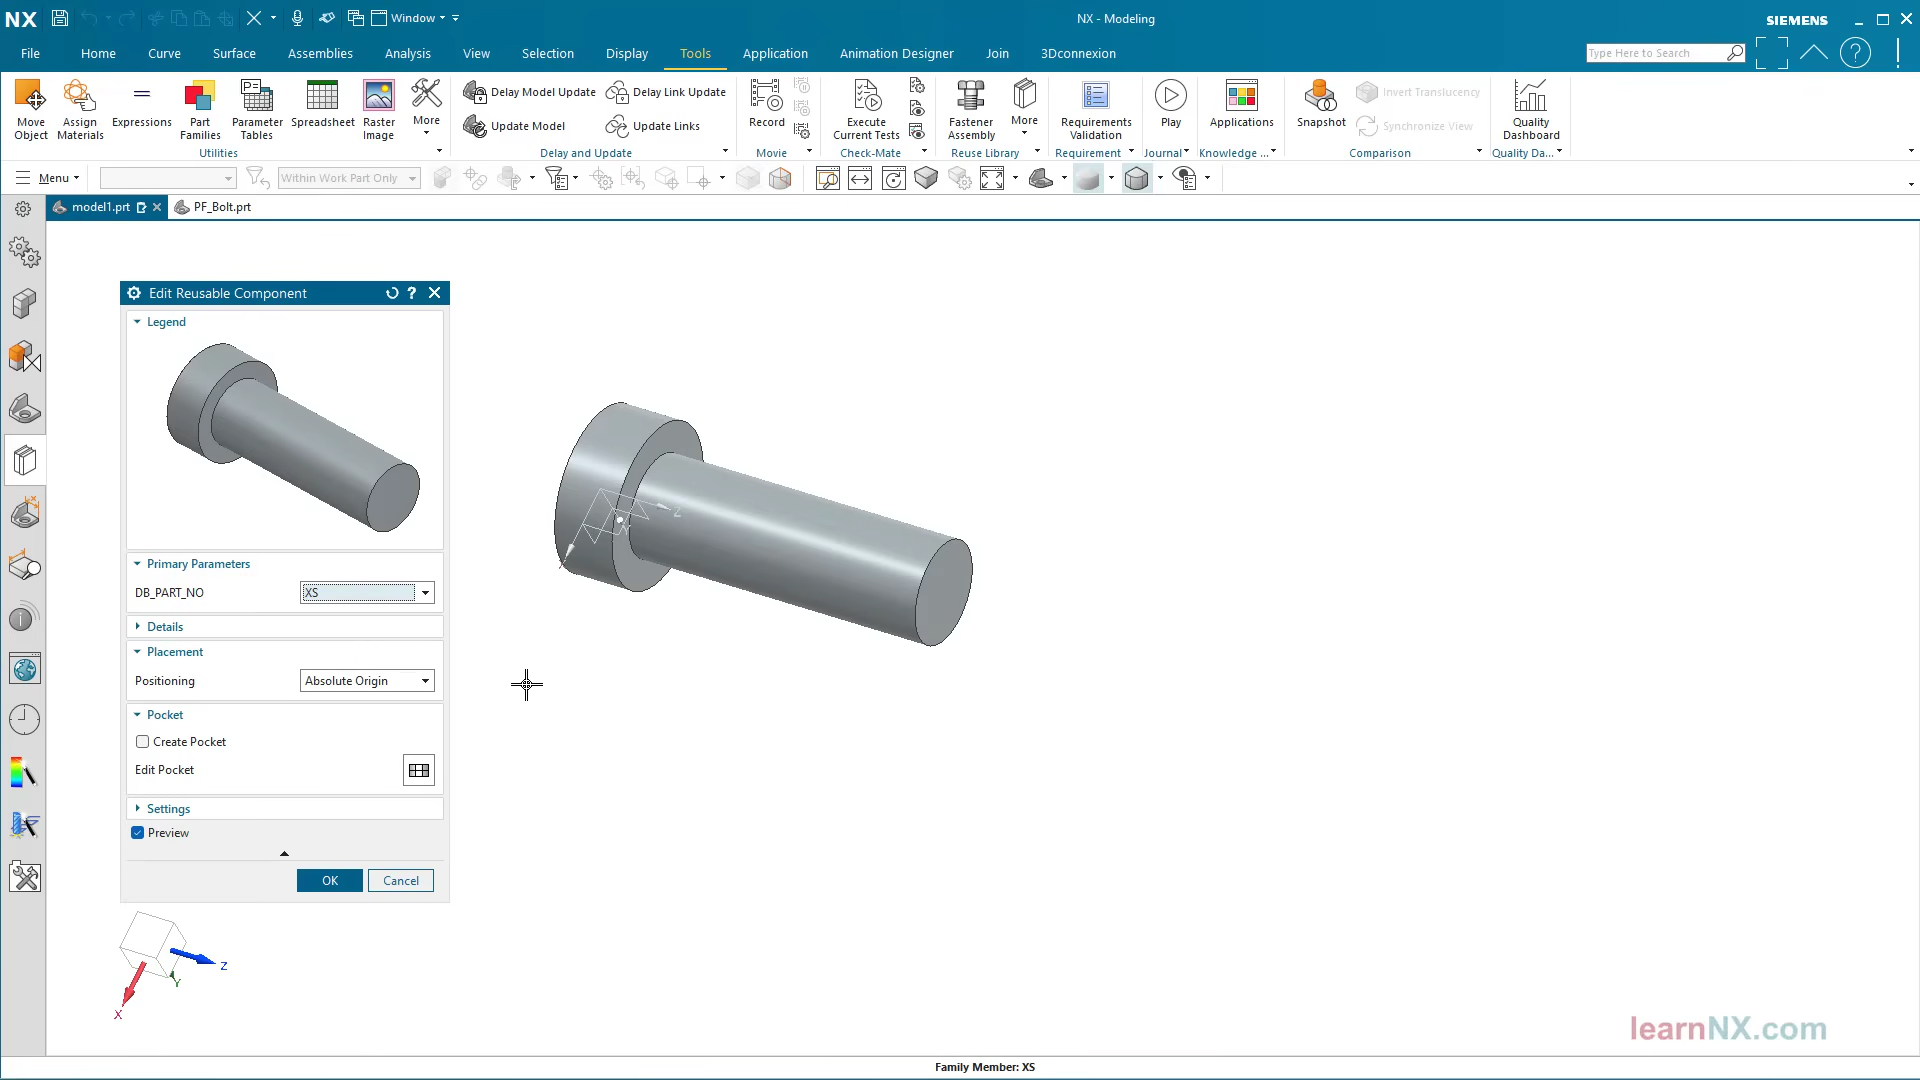 NX
Window
NX - Modeling
SIEMENS
File
Home
Curve
Surface
Assemblies
Analysis
View
Selection
Display
Tools
Application
Animation Designer
Join
3Dconnexion
Type Here to Search
Move
Object
Assign
Materials
Expressions
Part
Families
P=
Parameter
Tables
Spreadsheet
Raster
Image
More
Delay Model Update
Delay Link Update
Update Model
Update Links
Record
Execute
Current Tests
Fastener
Assembly
More
Requirements
Validation
Play
Applications
Snapshot
Invert Translucency
Synchronize View
Quality
Dashboard
Utilities
Delay and Update
Movie
Check-Mate
Reuse Library
Requirement
Journal
Knowledge ...
Comparison
Quality Da...
Menu
Within Work Part Only
model1.prt
PF_Bolt.prt
Edit Reusable Component
Legend
Primary Parameters
DB_PART_NO
XS
Details
Placement
Positioning
Absolute Origin
Pocket
Create Pocket
Edit Pocket
Settings
Preview
OK
Cancel
Z
Z
Y
X
learnNX.com
Family Member: XS